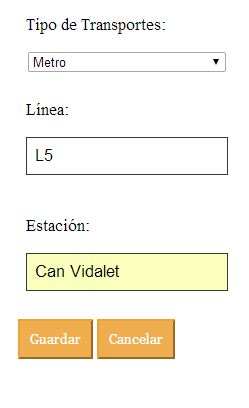 Tipo de Transportes:
Metro
Línea:
L5
Estación:
Can Vidalet
Guardar Cancelar